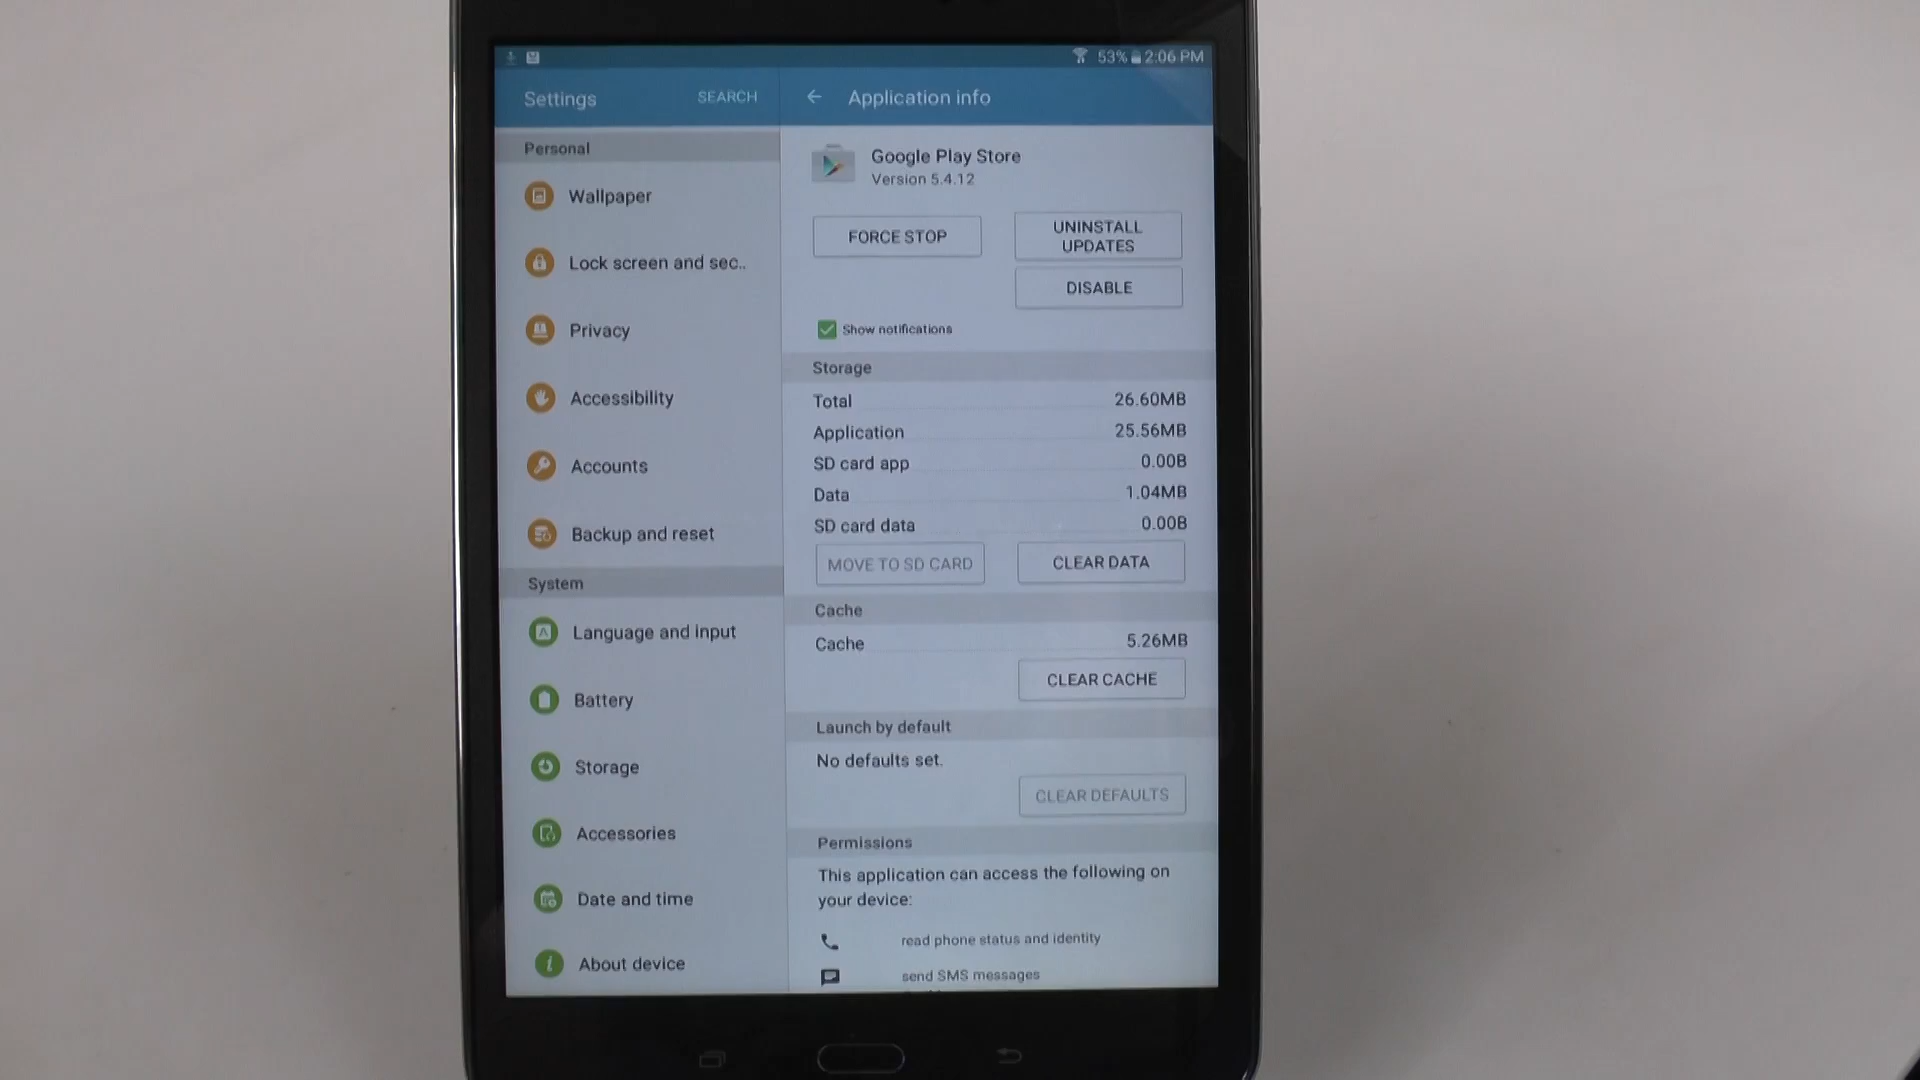 53% 2:06 PM
Settings
SEARCH
Application info
Personal
Wallpaper
Lock screen and sec..
Privacy
Accessibility
Accounts
Backup and reset
System
Language and input
Battery
Storage
Accessories
Date and time
About device
Google Play Store
Version 5.4.12
FORCE STOP
UNINSTALL
UPDATES
DISABLE
Show notifications
Storage
Total 26.60MB
Application 25.56MB
SD card app 0.00B
Data 1.04MB
SD card data 0.00B
MOVE TO SD CARD
CLEAR DATA
Cache
Cache 5.26MB
CLEAR CACHE
Launch by default
No defaults set.
CLEAR DEFAULTS
Permissions
This application can access the following on
your device:
read phone status and identity
send SMS messages